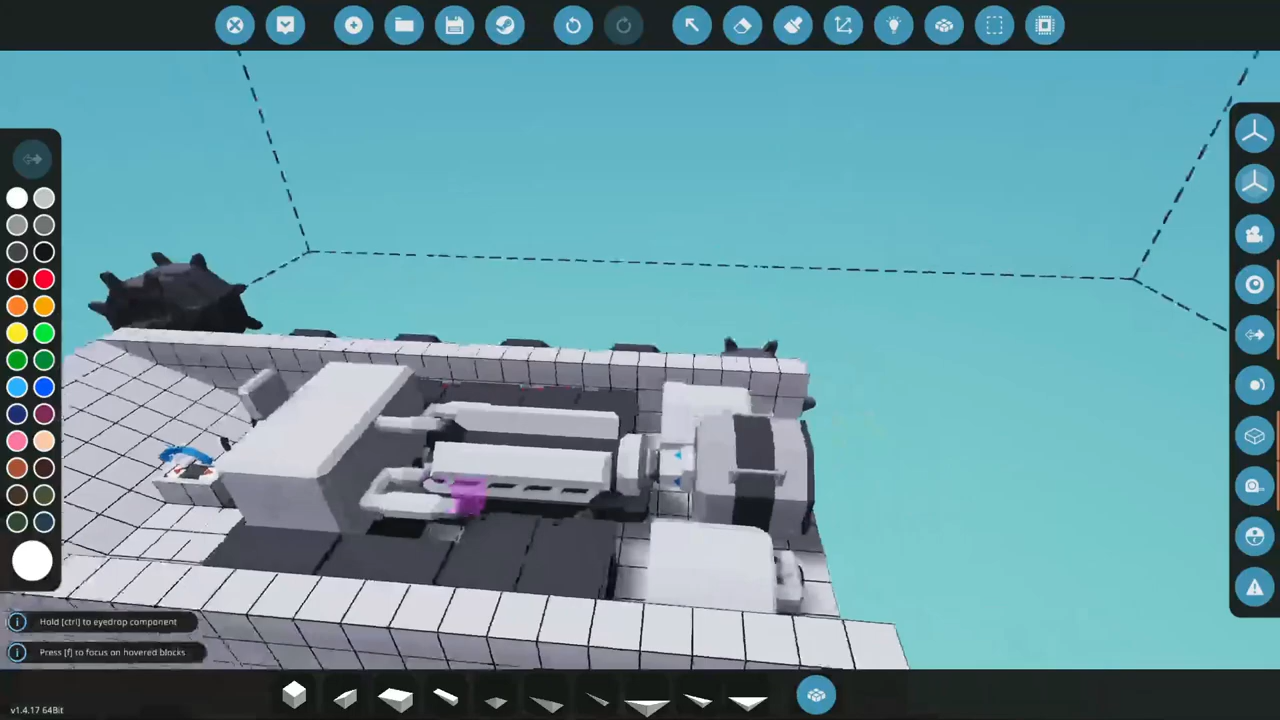 Hold [ctrl] to eyedrop component
Press [f] to focus on hovered blocks
v1.4.17 64Bit